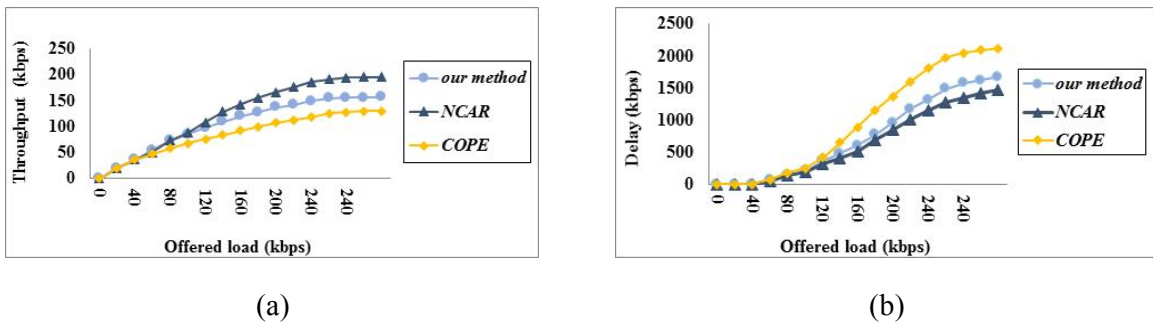 250
200
150
100
50
0
Throughput (kbps)
0
40
80
120
160
200
240
240
Offered load (kbps)
our method
NCAR
COPE
(a)
2500
2000
1500
1000
500
0
Delay (kbps)
0
40
80
120
160
200
240
240
Offered load (kbps)
our method
NCAR
COPE
(b)